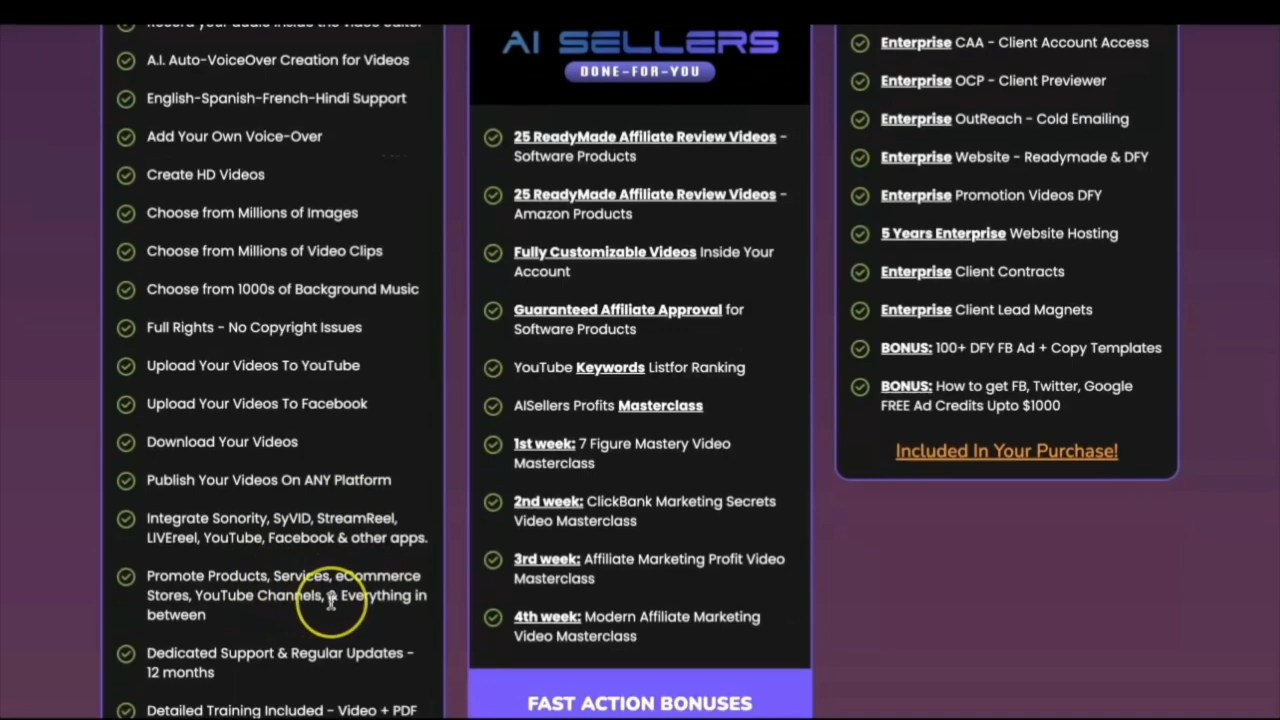 Record your audio inside the video editor
A.I. Auto-VoiceOver Creation for Videos
English-Spanish-French-Hindi Support
Add Your Own Voice-Over
Create HD Videos
Choose from Millions of Images
Choose from Millions of Video Clips
Choose from 1000s of Background Music
Full Rights - No Copyright Issues
Upload Your Videos To YouTube
Upload Your Videos To Facebook
Download Your Videos
Publish Your Videos On ANY Platform
Integrate Sonority, SyVID, StreamReel,
LIVEreel, YouTube, Facebook & other apps.
Promote Products, Services, eCommerce
Stores, YouTube Channels, & Everything in
between
Dedicated Support & Regular Updates -
12 months
Detailed Training Included - Video + PDF
AI SELLERS
DONE-FOR-YOU
25 ReadyMade Affiliate Review Videos -
Software Products
25 ReadyMade Affiliate Review Videos -
Amazon Products
Fully Customizable Videos Inside Your
Account
Guaranteed Affiliate Approval for
Software Products
YouTube Keywords Listfor Ranking
AISellers Profits Masterclass
1st week: 7 Figure Mastery Video
Masterclass
2nd week: ClickBank Marketing Secrets
Video Masterclass
3rd week: Affiliate Marketing Profit Video
Masterclass
4th week: Modern Affiliate Marketing
Video Masterclass
FAST ACTION BONUSES
Enterprise CAA - Client Account Access
Enterprise OCP - Client Previewer
Enterprise OutReach - Cold Emailing
Enterprise Website - Readymade & DFY
Enterprise Promotion Videos DFY
5 Years Enterprise Website Hosting
Enterprise Client Contracts
Enterprise Client Lead Magnets
BONUS: 100+ DFY FB Ad + Copy Templates
BONUS: How to get FB, Twitter, Google
FREE Ad Credits Upto $1000
Included In Your Purchase!